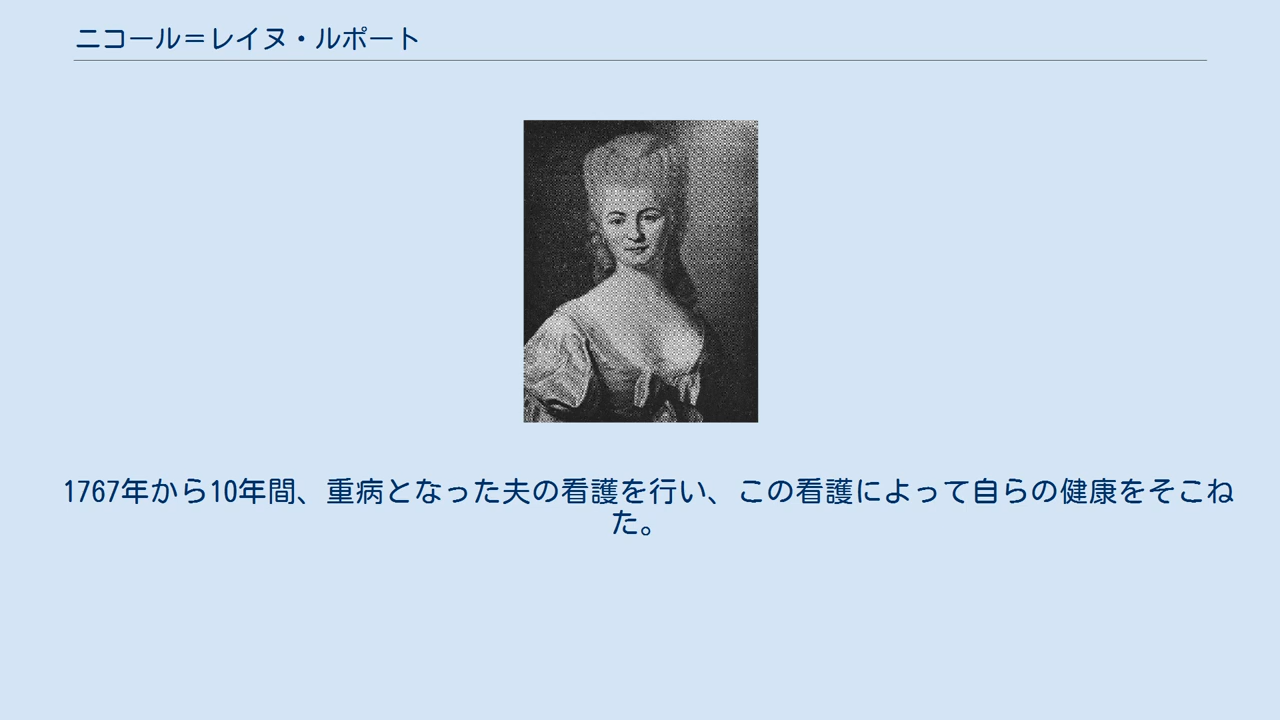 ニコール＝レイヌ・ルポート
1767年から10年間、重病となった夫の看護を行い、この看護によって自らの健康をそこね
た。